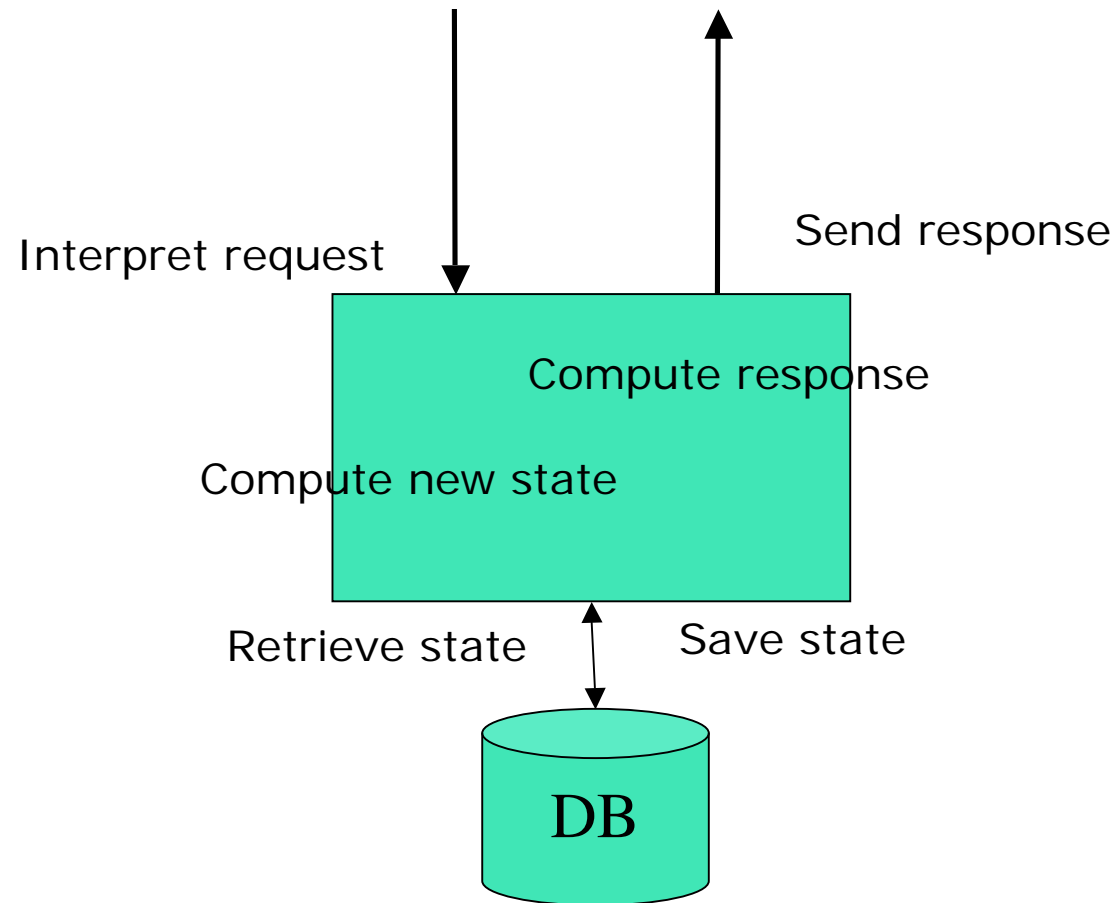 Send response
Interpret request
Compute response
Compute new state
Retrieve state
Save state
DB